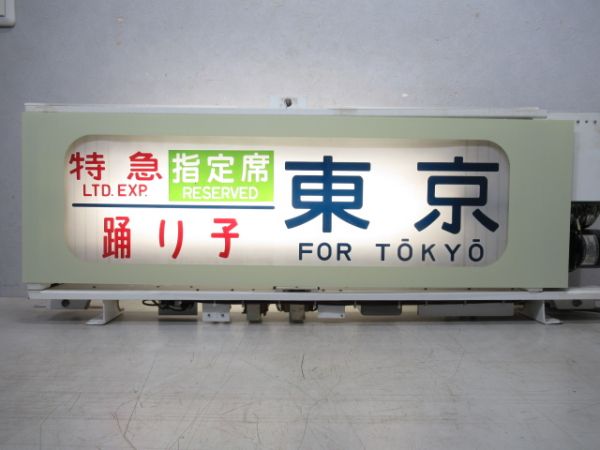 特急 指定席
LTD. EXP. RESERVED
踊り子
東京
FOR TŌKYŌ